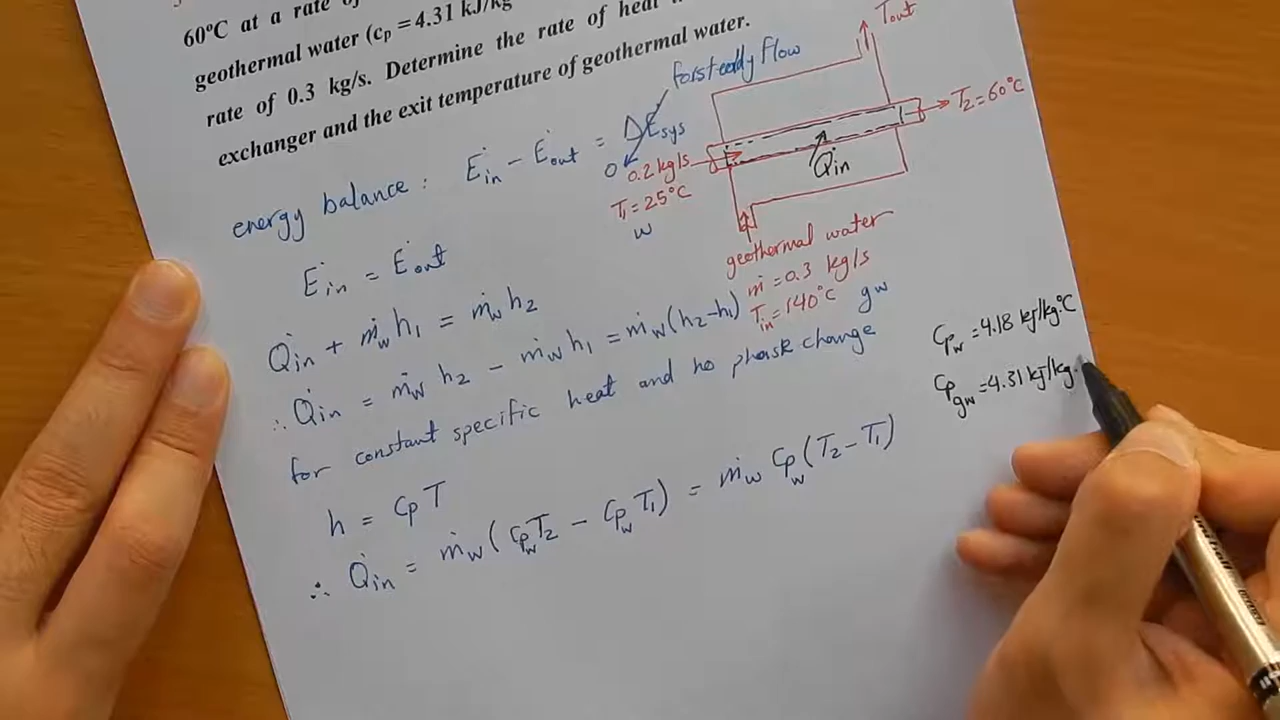 60°C at a rate
geothermal water (cp = 4.31 kJ/kg
rate of 0.3 kg/s. Determine the rate of heat
exchanger and the exit temperature of geothermal water.
for steady flow
energy balance : Ėin - Ėout = ΔĖsys
0
Ėin = Ėout
Q̇in + ṁw h1 = ṁw h2
∴ Q̇in = ṁw h2 - ṁw h1 = ṁw (h2-h1)
for constant specific heat and no phase change
h = Cp T
∴ Q̇in = ṁw ( Cpw T2 - Cpw T1 ) = ṁw Cpw (T2 - T1)
Tout
T2 = 60°C
0.2 kg/s
T1 = 25°C
w
Q̇in
geothermal water
ṁ = 0.3 kg/s
Tin = 140°C
gw
Cpw = 4.18 kJ/kg.°C
Cpgw = 4.31 kJ/kg.